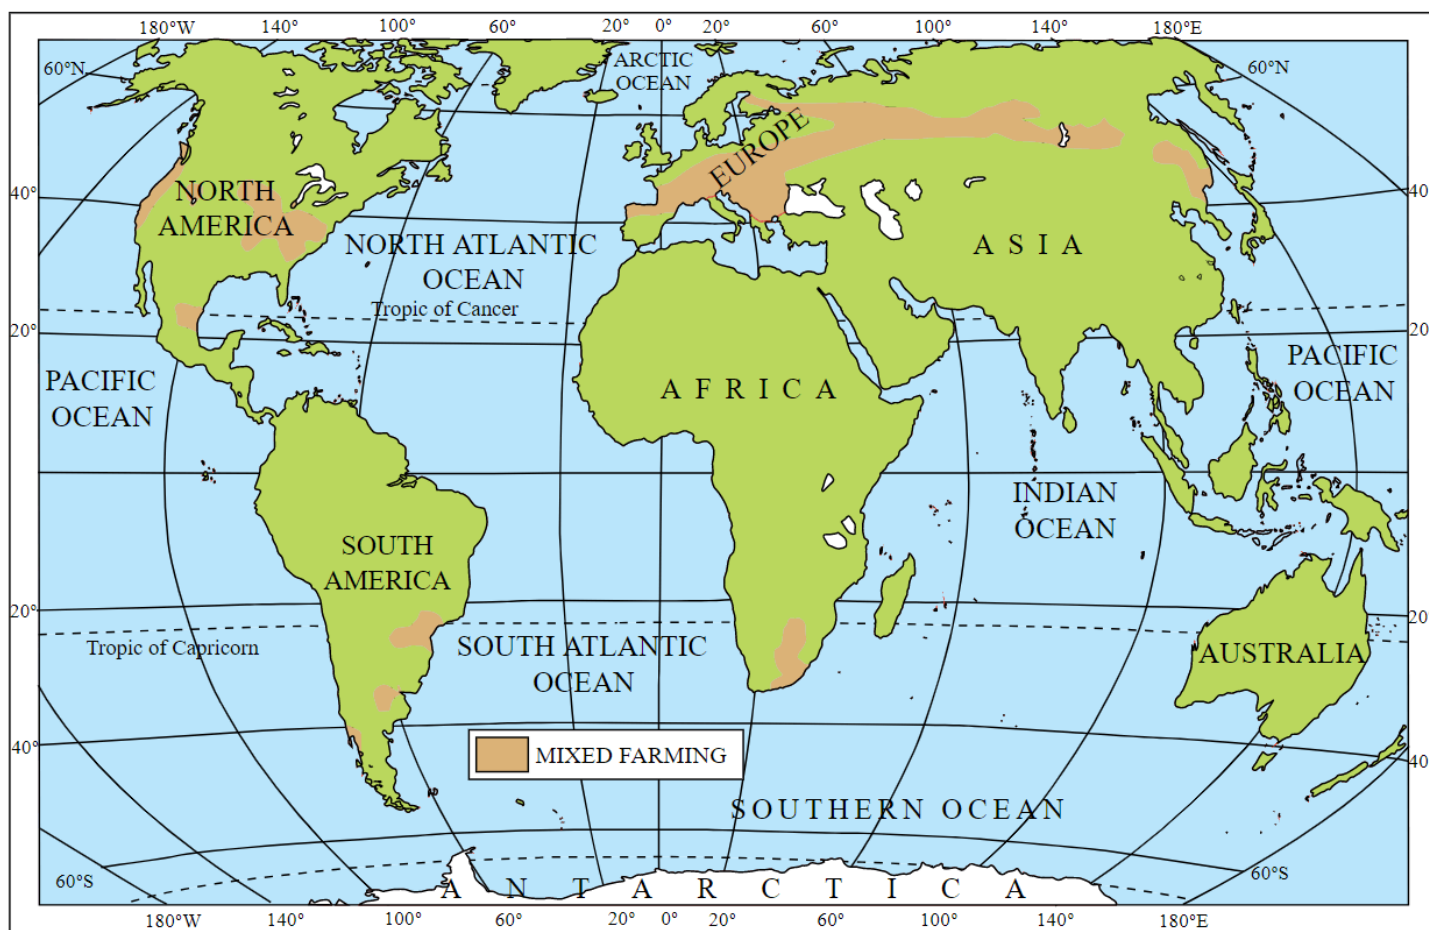 180°W 140° 100° 60° 20° 0° 20° 60° 100° 140° 180°E
60°N
ARCTIC
OCEAN
60°N
EUROPE
40°
NORTH
AMERICA
40
NORTH ATLANTIC
OCEAN
ASIA
Tropic of Cancer
20°
20
PACIFIC
OCEAN
AFRICA
PACIFIC
OCEAN
INDIAN
OCEAN
SOUTH
AMERICA
20°
20
Tropic of Capricorn
SOUTH ATLANTIC
OCEAN
AUSTRALIA
40°
MIXED FARMING
40
SOUTHERN OCEAN
60°S
60°S
ANTARCTICA
180°W 140° 100° 60° 20° 0° 20° 60° 100° 140° 180°E